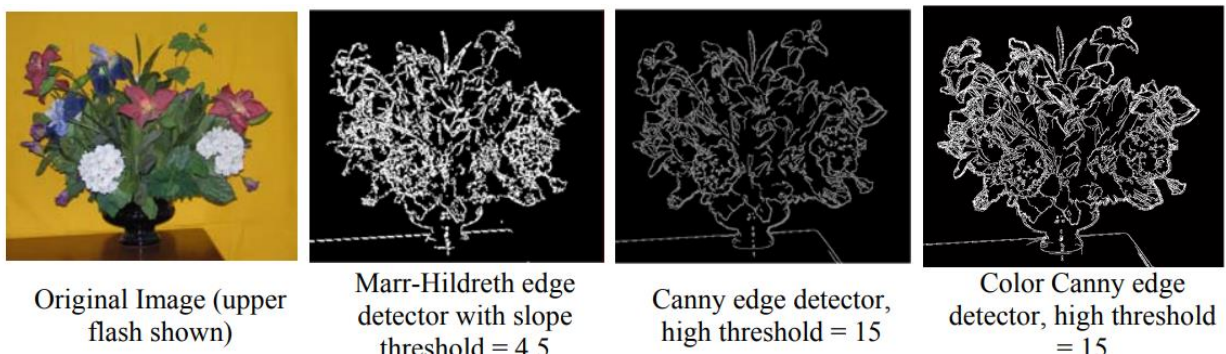 Original Image (upper
flash shown)
Marr-Hildreth edge
detector with slope
threshold = 4.5
Canny edge detector,
high threshold = 15
Color Canny edge
detector, high threshold
= 15